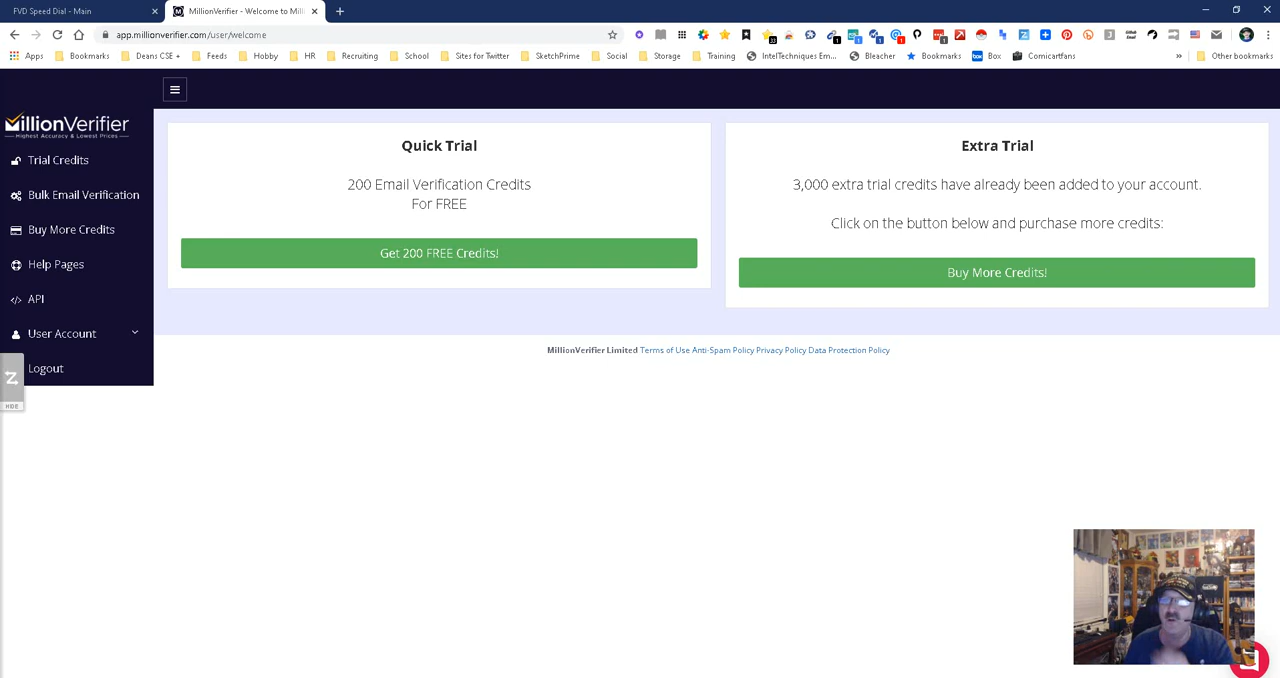 FVD Speed Dial - Main
MillionVerifier - Welcome to Milli
app.millionverifier.com/user/welcome
Apps
Bookmarks
Deans CSE +
Feeds
Hobby
HR
Recruiting
School
Sites for Twitter
SketchPrime
Social
Storage
Training
IntelTechniques Em...
Bleacher
Bookmarks
Box
Comicartfans
»
Other bookmarks
MillionVerifier
Highest Accuracy & Lowest Prices
Trial Credits
Bulk Email Verification
Buy More Credits
Help Pages
API
User Account
Logout
HIDE
Quick Trial
200 Email Verification Credits
For FREE
Get 200 FREE Credits!
Extra Trial
3,000 extra trial credits have already been added to your account.
Click on the button below and purchase more credits:
Buy More Credits!
MillionVerifier Limited Terms of Use Anti-Spam Policy Privacy Policy Data Protection Policy